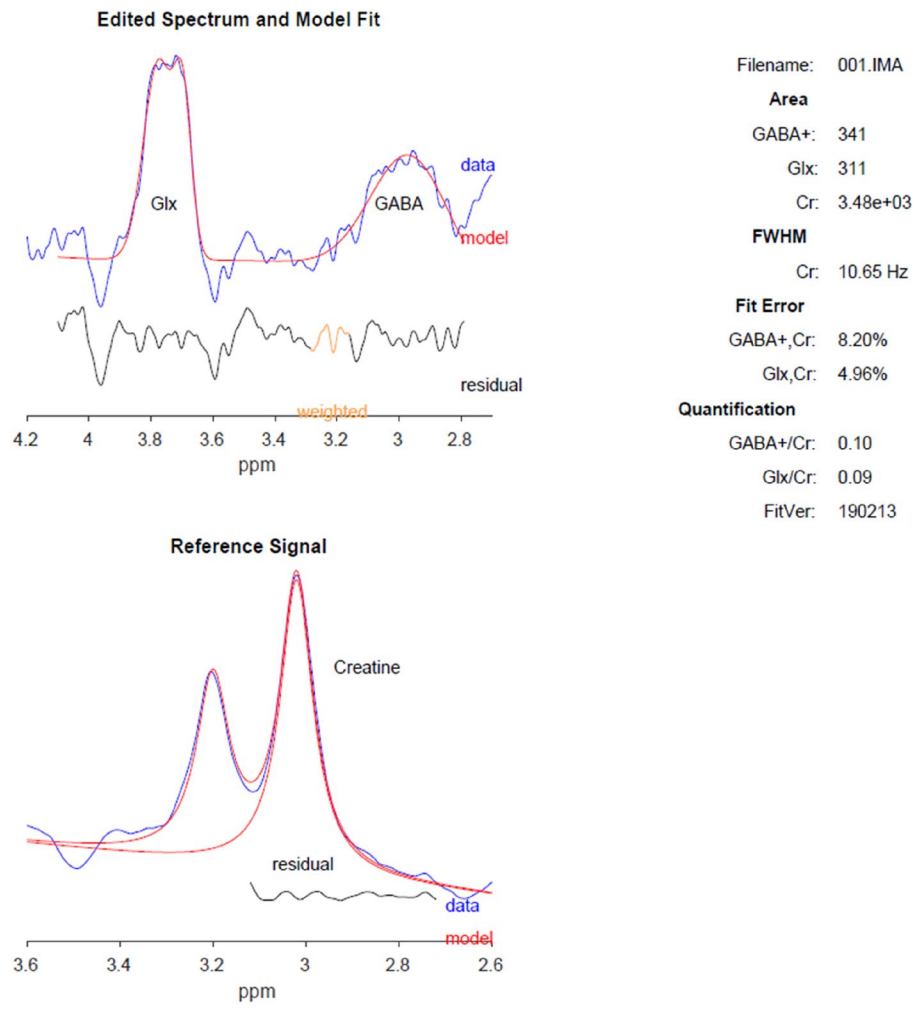 Edited Spectrum and Model Fit
Glx
GABA
data
model
residual
weighted
4.2 4 3.8 3.6 3.4 3.2 3 2.8
ppm
Filename: 001.IMA
Area
GABA+: 341
Glx: 311
Cr: 3.48e+03
FWHM
Cr: 10.65 Hz
Fit Error
GABA+,Cr: 8.20%
Glx,Cr: 4.96%
Quantification
GABA+/Cr: 0.10
Glx/Cr: 0.09
FitVer: 190213
Reference Signal
Creatine
residual
data
model
3.6 3.4 3.2 3 2.8 2.6
ppm